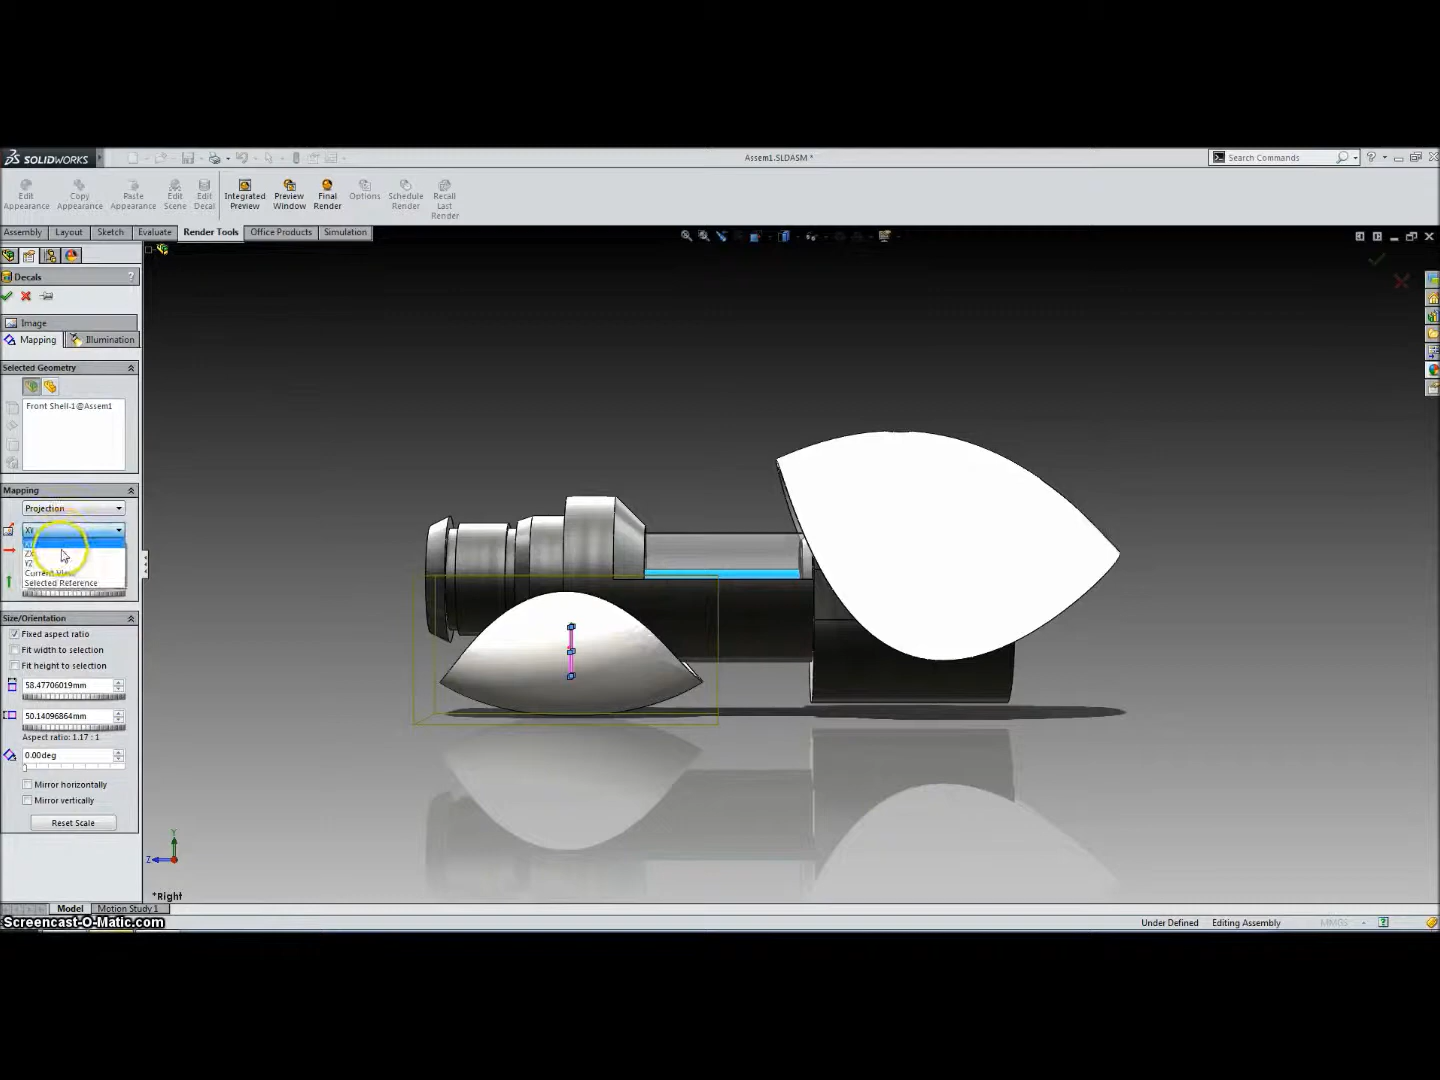 SOLIDWORKS
Assem1.SLDASM *
Search Commands
Edit Appearance
Copy Appearance
Paste Appearance
Edit Scene
Edit Decal
Integrated Preview
Preview Window
Final Render
Options
Schedule Render
Recall Last Render
Assembly
Layout
Sketch
Evaluate
Render Tools
Office Products
Simulation
Decals
?
Image
Mapping
Illumination
Selected Geometry
Front Shell-1@Assem1
Mapping
Projection
XY
ZX
YZ
Current View
Selected Reference
Size/Orientation
Fixed aspect ratio
Fit width to selection
Fit height to selection
58.47706019mm
50.14096864mm
Aspect ratio: 1.17 : 1
0.00deg
Mirror horizontally
Mirror vertically
Reset Scale
Y
Z
*Right
Model
Motion Study 1
Screencast-O-Matic.com
Under Defined
Editing Assembly
MMGS